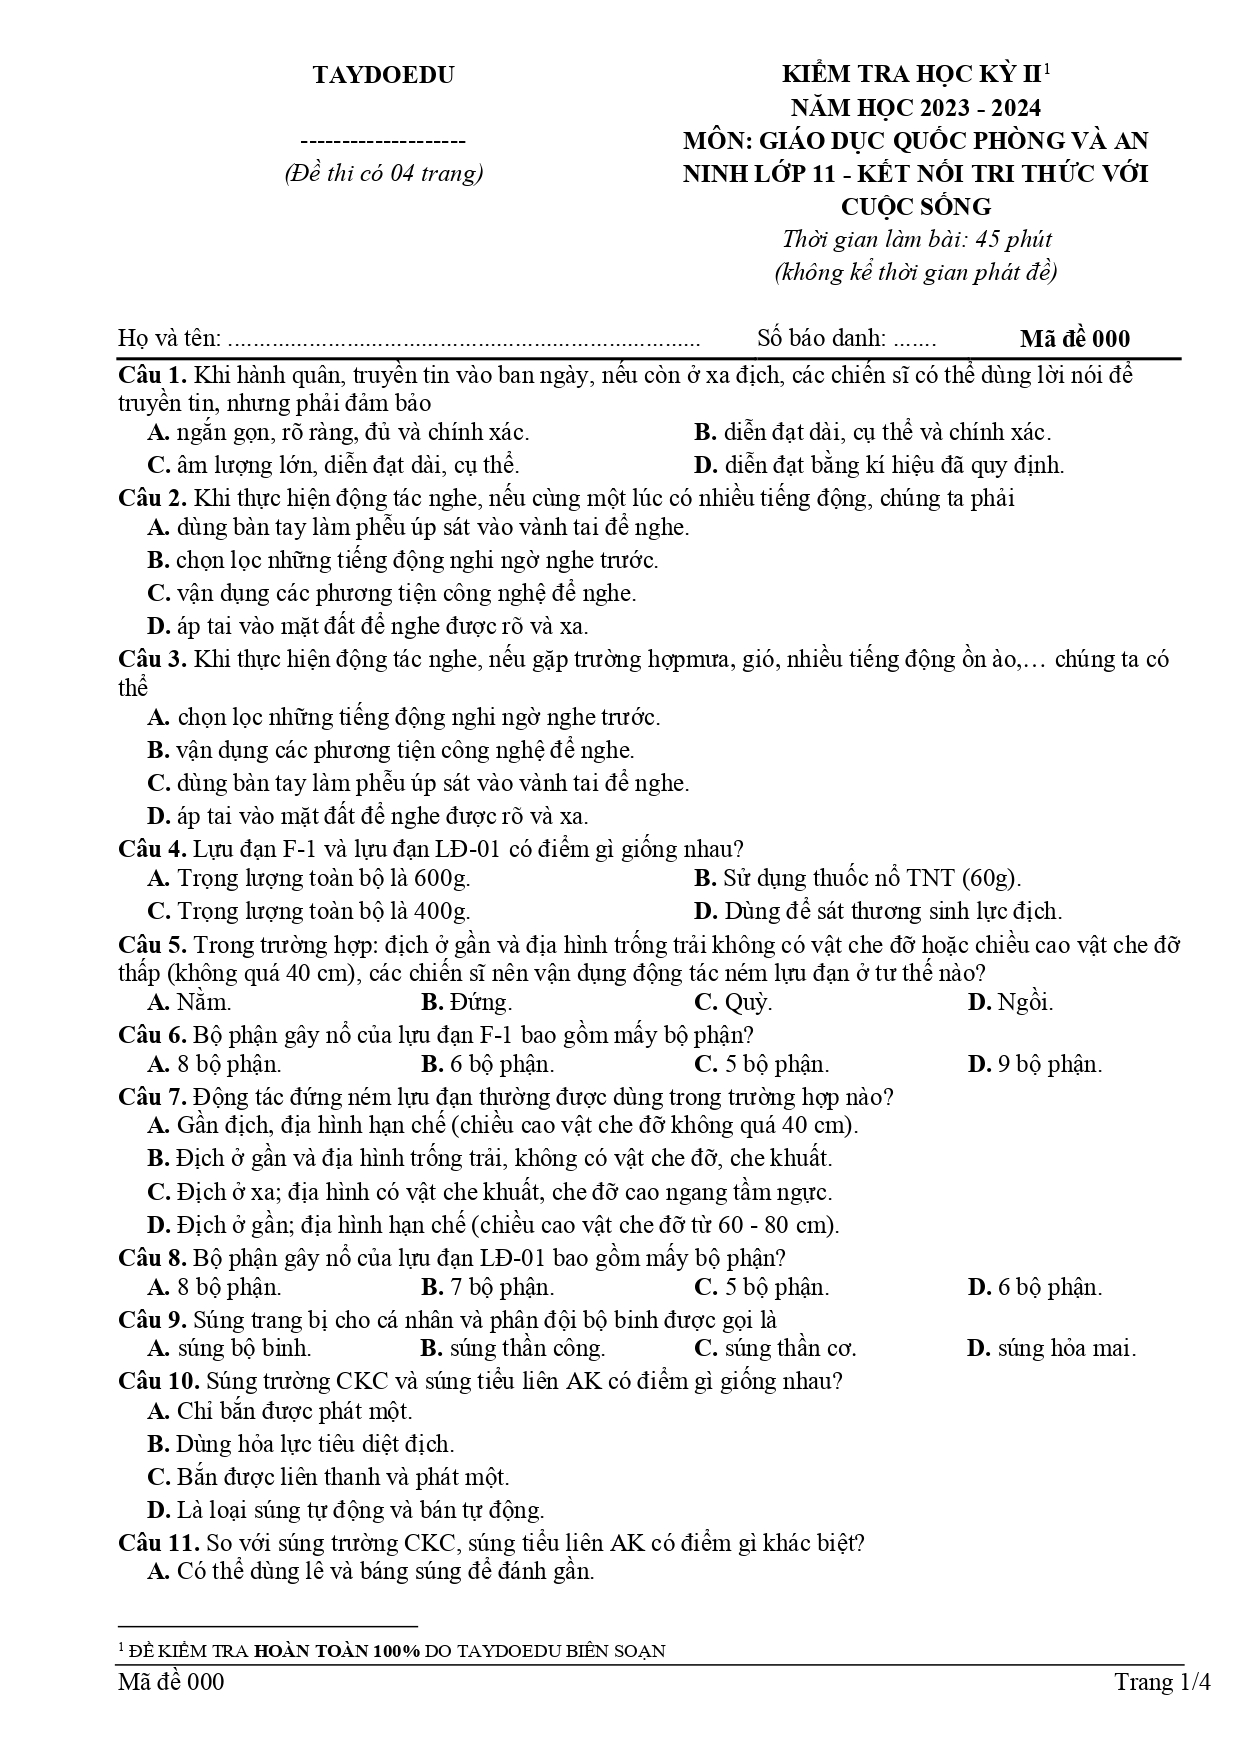 TAYDOEDU
--------------------
(Đề thi có 04 trang)
KIỂM TRA HỌC KỲ II1
NĂM HỌC 2023 - 2024
MÔN: GIÁO DỤC QUỐC PHÒNG VÀ AN
NINH LỚP 11 - KẾT NỐI TRI THỨC VỚI
CUỘC SỐNG
Thời gian làm bài: 45 phút
(không kể thời gian phát đề)
Họ và tên: ............................................................................ Số báo danh: ....... Mã đề 000
Câu 1. Khi hành quân, truyền tin vào ban ngày, nếu còn ở xa địch, các chiến sĩ có thể dùng lời nói để
truyền tin, nhưng phải đảm bảo
A. ngắn gọn, rõ ràng, đủ và chính xác. B. diễn đạt dài, cụ thể và chính xác.
C. âm lượng lớn, diễn đạt dài, cụ thể. D. diễn đạt bằng kí hiệu đã quy định.
Câu 2. Khi thực hiện động tác nghe, nếu cùng một lúc có nhiều tiếng động, chúng ta phải
A. dùng bàn tay làm phễu úp sát vào vành tai để nghe.
B. chọn lọc những tiếng động nghi ngờ nghe trước.
C. vận dụng các phương tiện công nghệ để nghe.
D. áp tai vào mặt đất để nghe được rõ và xa.
Câu 3. Khi thực hiện động tác nghe, nếu gặp trường hợpmưa, gió, nhiều tiếng động ồn ào,… chúng ta có
thể
A. chọn lọc những tiếng động nghi ngờ nghe trước.
B. vận dụng các phương tiện công nghệ để nghe.
C. dùng bàn tay làm phễu úp sát vào vành tai để nghe.
D. áp tai vào mặt đất để nghe được rõ và xa.
Câu 4. Lựu đạn F-1 và lựu đạn LĐ-01 có điểm gì giống nhau?
A. Trọng lượng toàn bộ là 600g. B. Sử dụng thuốc nổ TNT (60g).
C. Trọng lượng toàn bộ là 400g. D. Dùng để sát thương sinh lực địch.
Câu 5. Trong trường hợp: địch ở gần và địa hình trống trải không có vật che đỡ hoặc chiều cao vật che đỡ
thấp (không quá 40 cm), các chiến sĩ nên vận dụng động tác ném lựu đạn ở tư thế nào?
A. Nằm. B. Đứng. C. Quỳ. D. Ngồi.
Câu 6. Bộ phận gây nổ của lựu đạn F-1 bao gồm mấy bộ phận?
A. 8 bộ phận. B. 6 bộ phận. C. 5 bộ phận. D. 9 bộ phận.
Câu 7. Động tác đứng ném lựu đạn thường được dùng trong trường hợp nào?
A. Gần địch, địa hình hạn chế (chiều cao vật che đỡ không quá 40 cm).
B. Địch ở gần và địa hình trống trải, không có vật che đỡ, che khuất.
C. Địch ở xa; địa hình có vật che khuất, che đỡ cao ngang tầm ngực.
D. Địch ở gần; địa hình hạn chế (chiều cao vật che đỡ từ 60 - 80 cm).
Câu 8. Bộ phận gây nổ của lựu đạn LĐ-01 bao gồm mấy bộ phận?
A. 8 bộ phận. B. 7 bộ phận. C. 5 bộ phận. D. 6 bộ phận.
Câu 9. Súng trang bị cho cá nhân và phân đội bộ binh được gọi là
A. súng bộ binh. B. súng thần công. C. súng thần cơ. D. súng hỏa mai.
Câu 10. Súng trường CKC và súng tiểu liên AK có điểm gì giống nhau?
A. Chỉ bắn được phát một.
B. Dùng hỏa lực tiêu diệt địch.
C. Bắn được liên thanh và phát một.
D. Là loại súng tự động và bán tự động.
Câu 11. So với súng trường CKC, súng tiểu liên AK có điểm gì khác biệt?
A. Có thể dùng lê và báng súng để đánh gần.
1 ĐỀ KIỂM TRA HOÀN TOÀN 100% DO TAYDOEDU BIÊN SOẠN
Mã đề 000 Trang 1/4